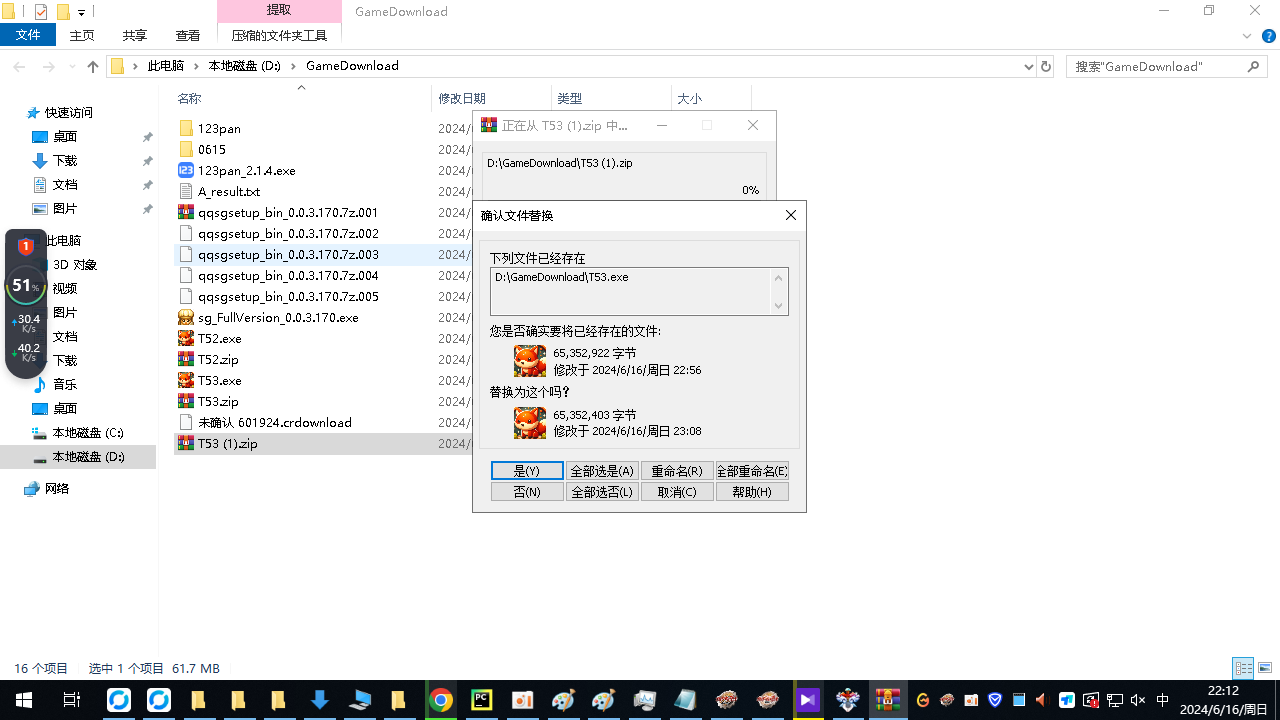 提取
GameDownload
文件 主页 共享 查看 压缩的文件夹工具
此电脑 本地磁盘 (D:) GameDownload
搜索"GameDownload"
名称 修改日期 类型 大小
快速访问
桌面
下载
文档
图片
此电脑
3D 对象
视频
图片
文档
下载
音乐
桌面
本地磁盘 (C:)
本地磁盘 (D:)
网络
1
51%
30.4
K/s
40.2
K/s
123pan 2024/
0615 2024/
123pan_2.1.4.exe 2024/
A_result.txt 2024/
qqsgsetup_bin_0.0.3.170.7z.001 2024/
qqsgsetup_bin_0.0.3.170.7z.002 2024/
qqsgsetup_bin_0.0.3.170.7z.003 2024/
qqsgsetup_bin_0.0.3.170.7z.004 2024/
qqsgsetup_bin_0.0.3.170.7z.005 2024/
sg_FullVersion_0.0.3.170.exe 2024/
T52.exe 2024/
T52.zip 2024/
T53.exe 2024/
T53.zip 2024/
未确认 601924.crdownload 2024/
T53 (1).zip 2024/
正在从 T53 (1).zip 中...
D:\GameDownload\T53 (1).zip
0%
确认文件替换
下列文件已经存在
D:\GameDownload\T53.exe
您是否确实要将已经存在的文件:
65,352,922 字节
修改于 2024/6/16/周日 22:56
替换为这个吗?
65,352,403 字节
修改于 2024/6/16/周日 23:08
是(Y) 全部选是(A) 重命名(R) 全部重命名(E)
否(N) 全部选否(L) 取消(C) 帮助(H)
16 个项目 选中 1 个项目 61.7 MB
中
22:12
2024/6/16/周日